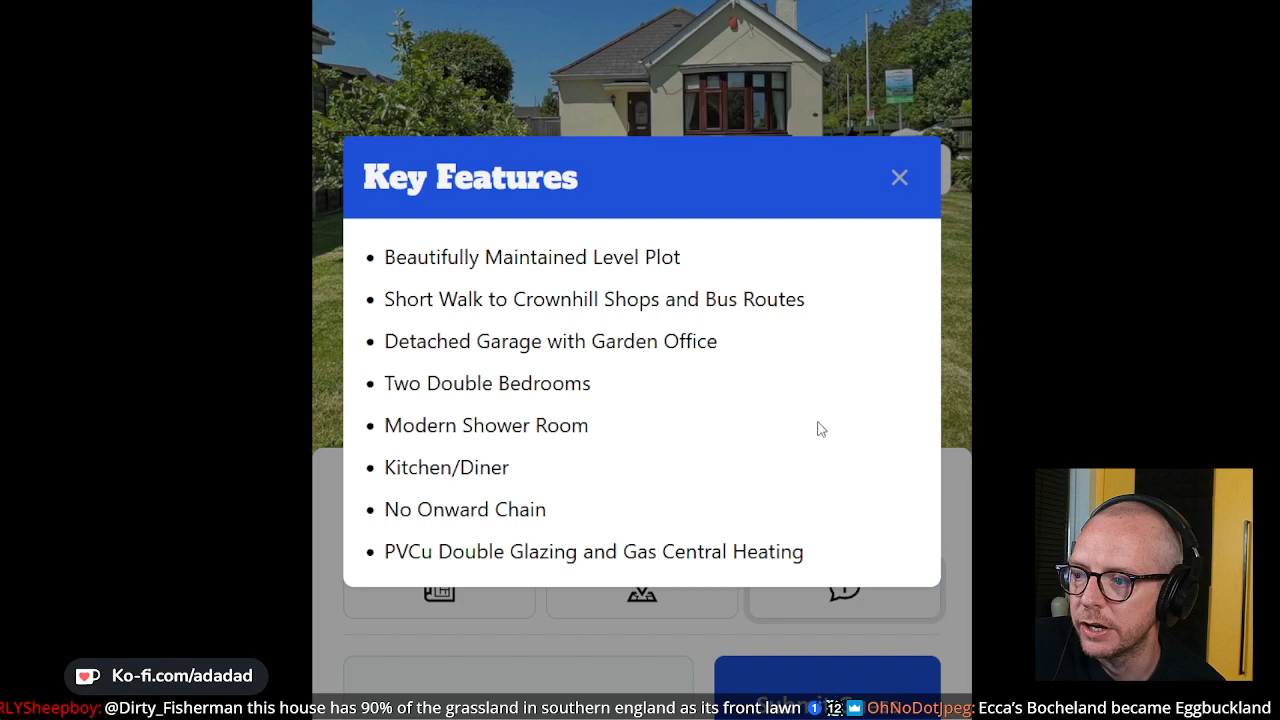 Key Features
Beautifully Maintained Level Plot
Short Walk to Crownhill Shops and Bus Routes
Detached Garage with Garden Office
Two Double Bedrooms
Modern Shower Room
Kitchen/Diner
No Onward Chain
PVCu Double Glazing and Gas Central Heating
Ko-fi.com/adadad
RLYSheepboy: @Dirty_Fisherman this house has 90% of the grassland in southern england as its front lawn 1 12 OhNoDotJpeg: Ecca's Bocheland became Eggbuckland